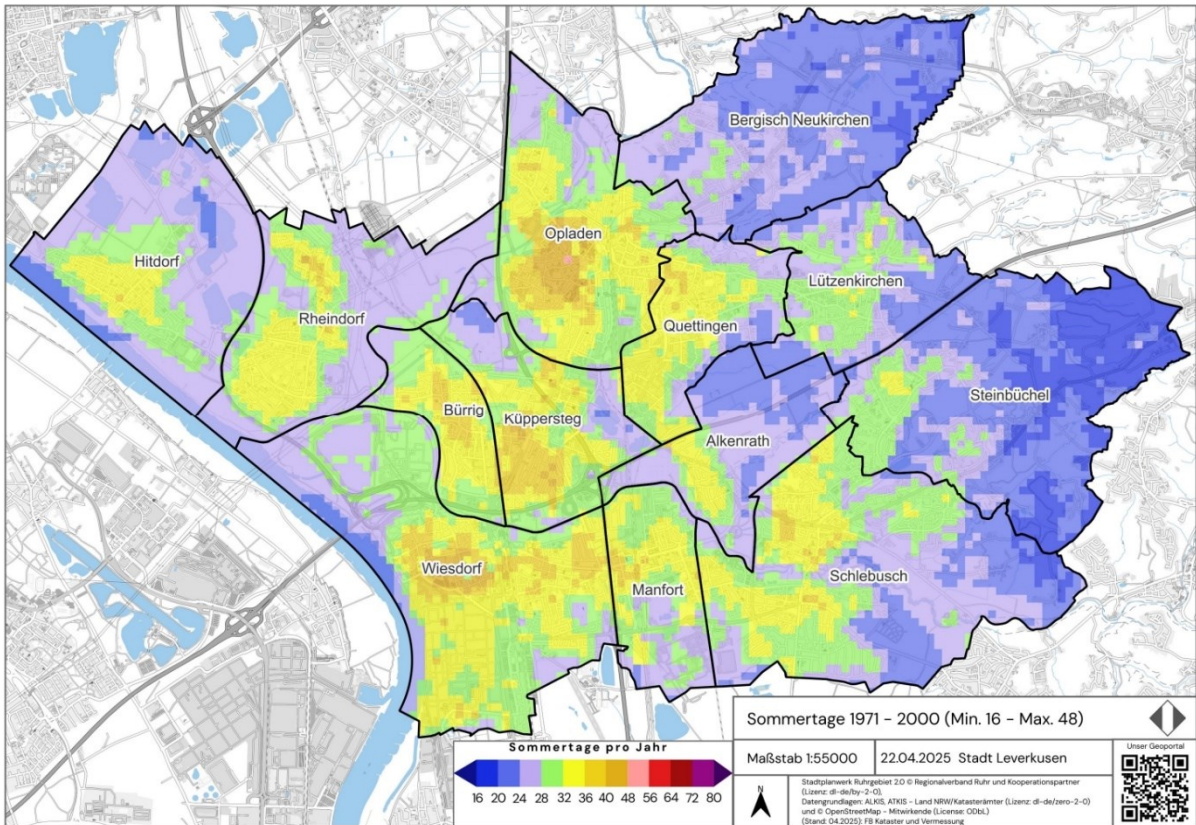 Bergisch Neukirchen
Opladen
Hitdorf
Lützenkirchen
Rheindorf
Quettingen
Steinbüchel
Bürrig
Küppersteg
Alkenrath
Wiesdorf
Schlebusch
Manfort
Sommertage 1971 - 2000 (Min. 16 - Max. 48)
Sommertage pro Jahr
16 20 24 28 32 36 40 48 56 64 72 80
Maßstab 1:55000
22.04.2025 Stadt Leverkusen
Unser Geoportal
N
Stadtplanwerk Ruhrgebiet 2.0 © Regionalverband Ruhr und Kooperationspartner
(Lizenz: dl-de/by-2-0),
Datengrundlagen: ALKIS, ATKIS - Land NRW/Katasterämter (Lizenz: dl-de/zero-2-0)
und © OpenStreetMap - Mitwirkende (License: ODbL)
(Stand: 04.2025): FB Kataster und Vermessung